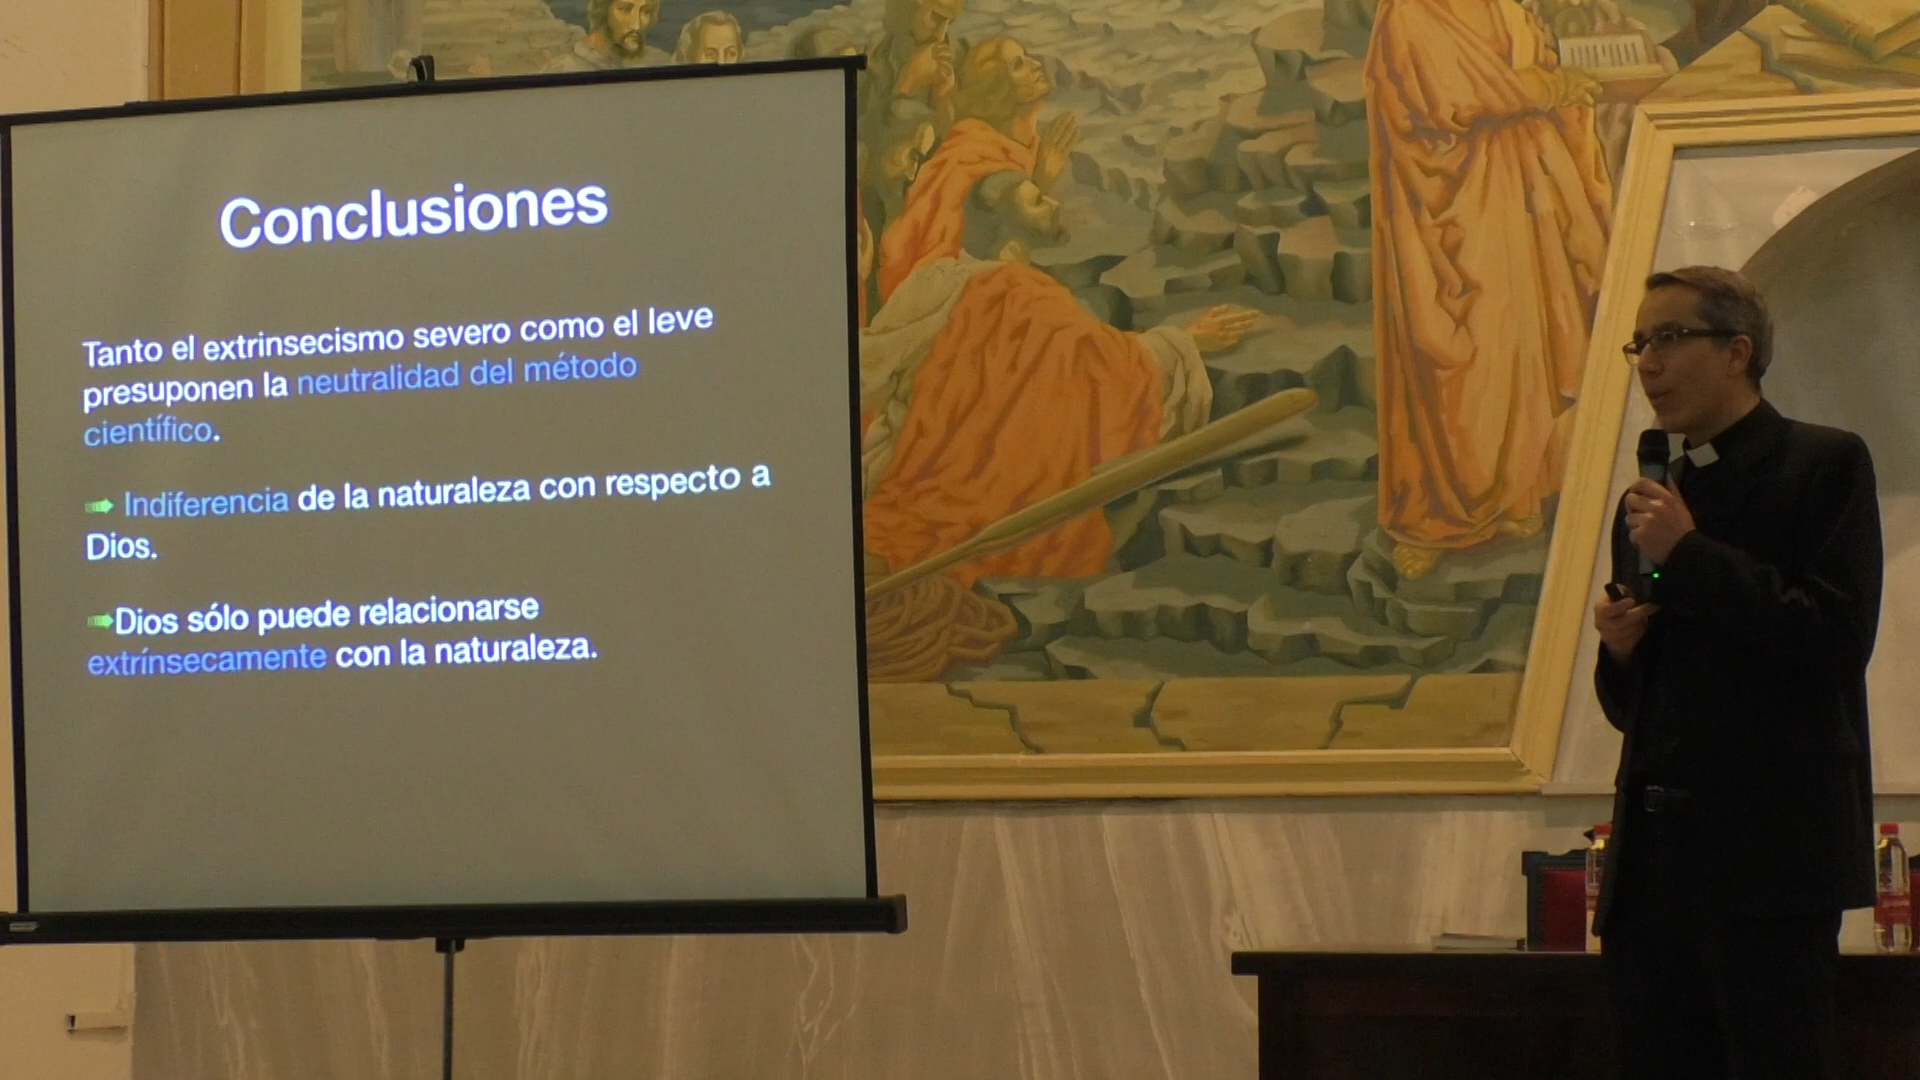 Conclusiones
Tanto el extrinsecismo severo como el leve
presuponen la neutralidad del método
científico.
➠ Indiferencia de la naturaleza con respecto a
Dios.
➠Dios sólo puede relacionarse
extrínsecamente con la naturaleza.